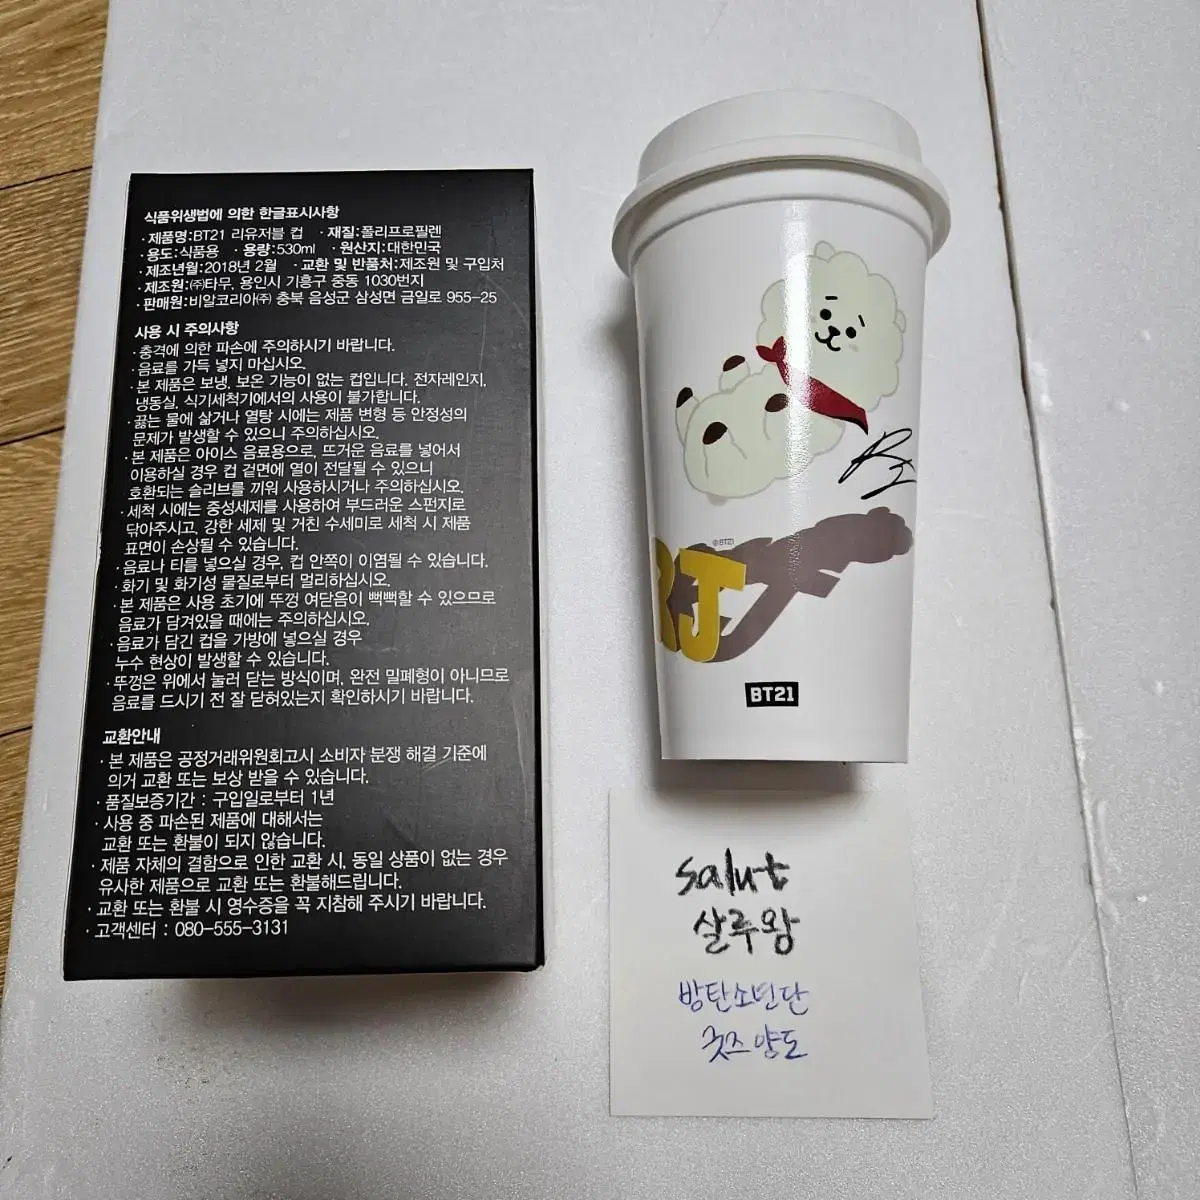 식품위생법에 의한 한글표시사항
· 제품명:BT21 리유저블 컵 · 재질:폴리프로필렌
· 용도:식품용 · 용량:530ml · 원산지:대한민국
· 제조년월:2018년 2월 · 교환 및 반품처:제조원 및 구입처
· 제조원:㈜타무, 용인시 기흥구 중동 1030번지
· 판매원:비알코리아㈜ 충북 음성군 삼성면 금일로 955-25
사용 시 주의사항
· 충격에 의한 파손에 주의하시기 바랍니다.
· 음료를 가득 넣지 마십시오.
· 본 제품은 보냉, 보온 기능이 없는 컵입니다. 전자레인지,
냉동실, 식기세척기에서의 사용이 불가합니다.
· 끓는 물에 삶거나 열탕 시에는 제품 변형 등 안정성의
문제가 발생할 수 있으니 주의하십시오.
· 본 제품은 아이스 음료용으로, 뜨거운 음료를 넣어서
이용하실 경우 컵 겉면에 열이 전달될 수 있으니
호환되는 슬리브를 끼워 사용하시거나 주의하십시오.
· 세척 시에는 중성세제를 사용하여 부드러운 스펀지로
닦아주시고, 강한 세제 및 거친 수세미로 세척 시 제품
표면이 손상될 수 있습니다.
· 음료나 티를 넣으실 경우, 컵 안쪽이 이염될 수 있습니다.
· 화기 및 화기성 물질로부터 멀리하십시오.
· 본 제품은 사용 초기에 뚜껑 여닫음이 뻑뻑할 수 있으므로
음료가 담겨있을 때에는 주의하십시오.
· 음료가 담긴 컵을 가방에 넣으실 경우
누수 현상이 발생할 수 있습니다.
· 뚜껑은 위에서 눌러 닫는 방식이며, 완전 밀폐형이 아니므로
음료를 드시기 전 잘 닫혀있는지 확인하시기 바랍니다.
교환안내
· 본 제품은 공정거래위원회고시 소비자 분쟁 해결 기준에
의거 교환 또는 보상 받을 수 있습니다.
· 품질보증기간 : 구입일로부터 1년
· 사용 중 파손된 제품에 대해서는
교환 또는 환불이 되지 않습니다.
· 제품 자체의 결함으로 인한 교환 시, 동일 상품이 없는 경우
유사한 제품으로 교환 또는 환불해드립니다.
· 교환 또는 환불 시 영수증을 꼭 지참해 주시기 바랍니다.
· 고객센터 : 080-555-3131
RJ
©BT21
RJ
BT21
salut
살루왕
방탄소년단
굿즈양도